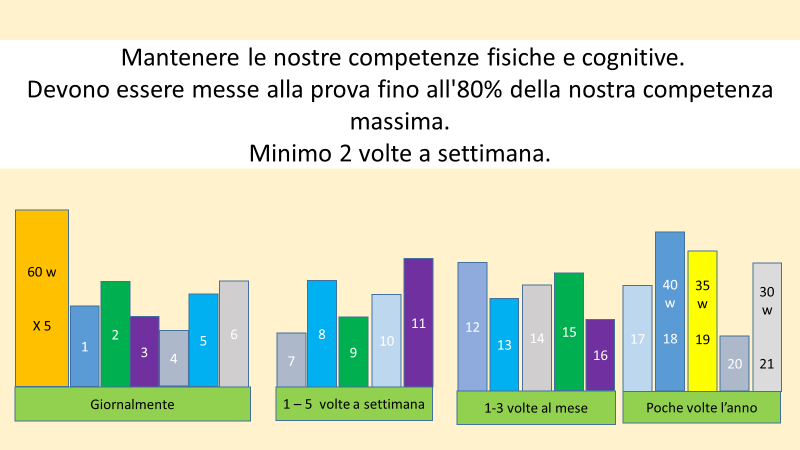 Mantenere le nostre competenze fisiche e cognitive.
Devono essere messe alla prova fino all'80% della nostra competenza
massima.
Minimo 2 volte a settimana.
60 w
X 5
1
2
3
4
5
6
Giornalmente
7
8
9
10
11
1 – 5 volte a settimana
12
13
14
15
16
1-3 volte al mese
17
40
w
18
35
w
19
20
30
w
21
Poche volte l’anno